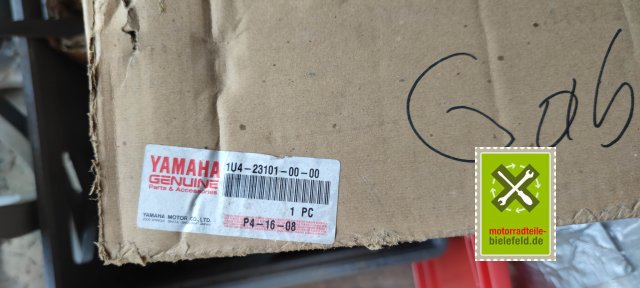 Gab
YAMAHA
GENUINE
Parts & Accessories
1U4-23101-00-00
1 PC
YAMAHA MOTOR CO., LTD.
P4-16-08
motorradteile-
bielefeld.de